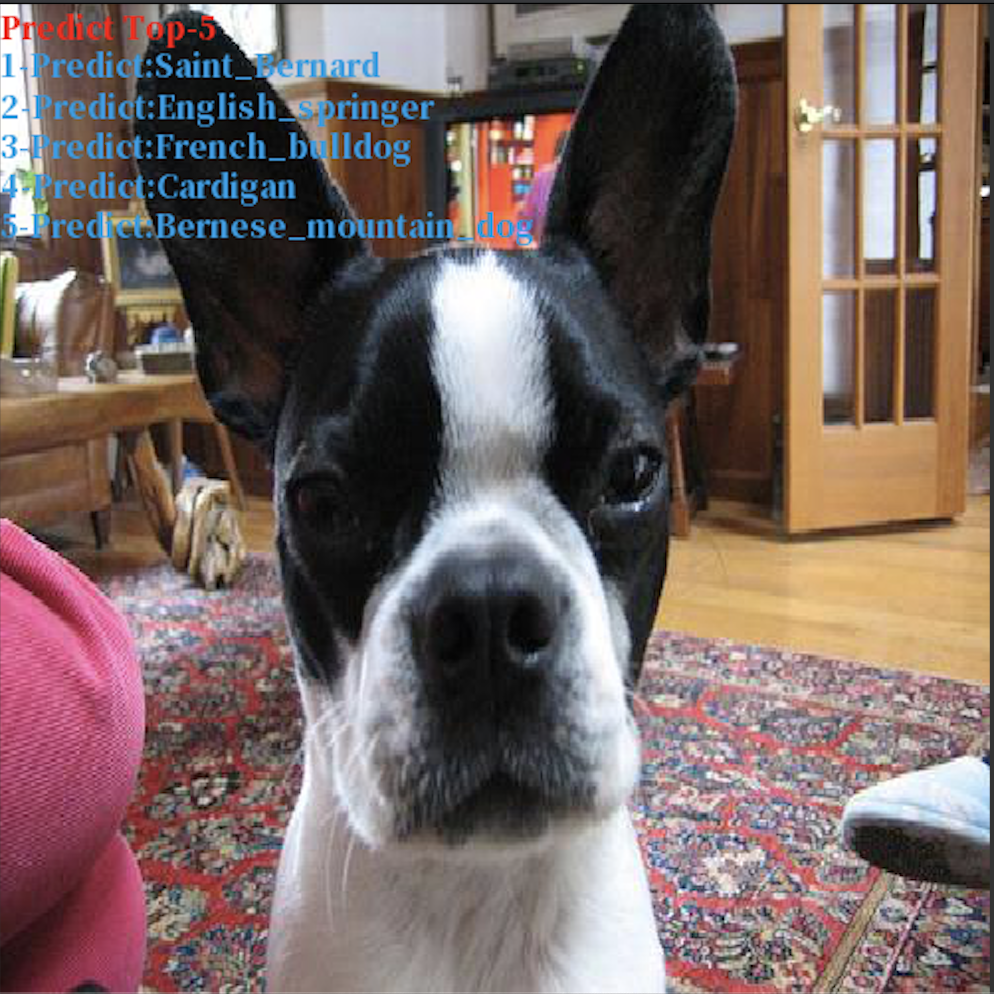 Predict Top-5
1-Predict:Saint_Bernard
2-Predict:English_springer
3-Predict:French_bulldog
4-Predict:Cardigan
5-Predict:Bernese_mountain_dog